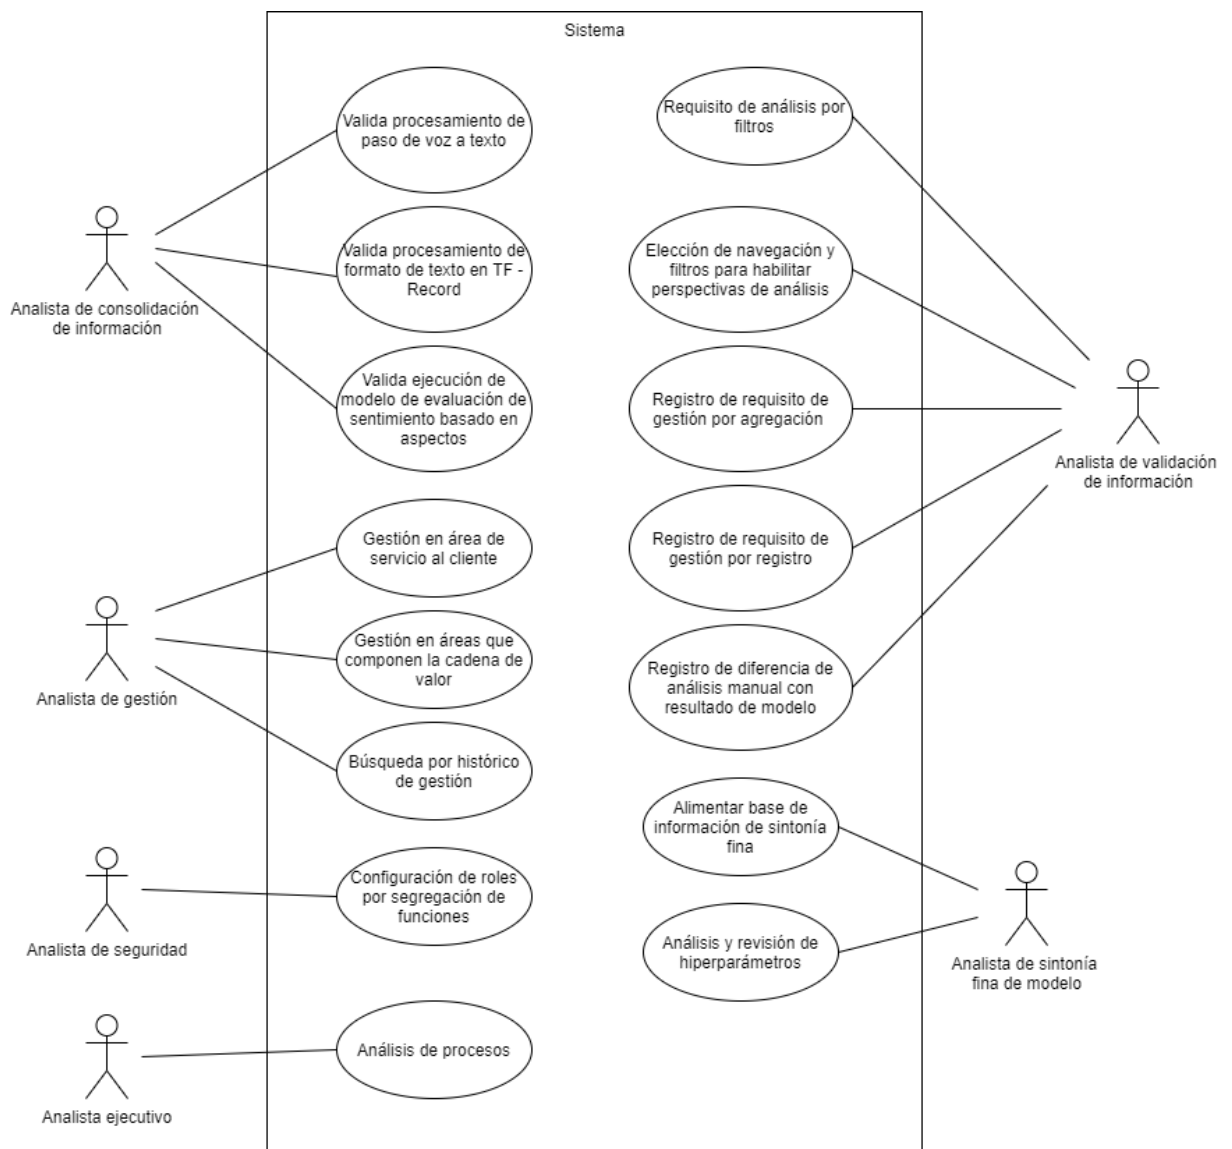 Sistema
Valida procesamiento de
paso de voz a texto
Requisito de análisis por
filtros
Valida procesamiento de
formato de texto en TF -
Record
Elección de navegación y
filtros para habilitar
perspectivas de análisis
Analista de consolidación
de información
Valida ejecución de
modelo de evaluación de
sentimiento basado en
aspectos
Registro de requisito de
gestión por agregación
Analista de validación
de información
Gestión en área de
servicio al cliente
Registro de requisito de
gestión por registro
Gestión en áreas que
componen la cadena de
valor
Registro de diferencia de
análisis manual con
resultado de modelo
Analista de gestión
Búsqueda por histórico
de gestión
Alimentar base de
información de sintonía
fina
Configuración de roles
por segregación de
funciones
Analista de seguridad
Análisis y revisión de
hiperparámetros
Analista de sintonía
fina de modelo
Análisis de procesos
Analista ejecutivo